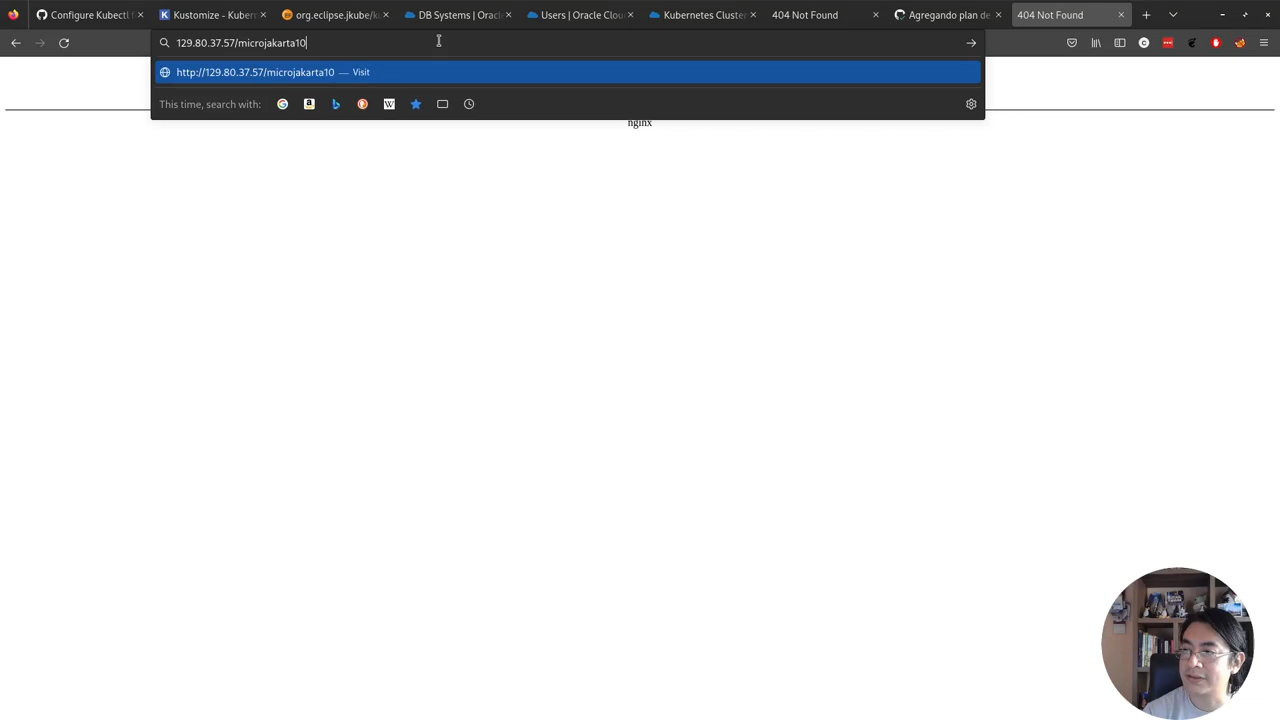 Configure Kubectl f
Kustomize - Kubern
org.eclipse.jkube/k
DB Systems | Oracl
Users | Oracle Clou
Kubernetes Cluster
404 Not Found
Agregando plan de
404 Not Found
129.80.37.57/microjakarta10
http://129.80.37.57/microjakarta10 — Visit
This time, search with:
nginx